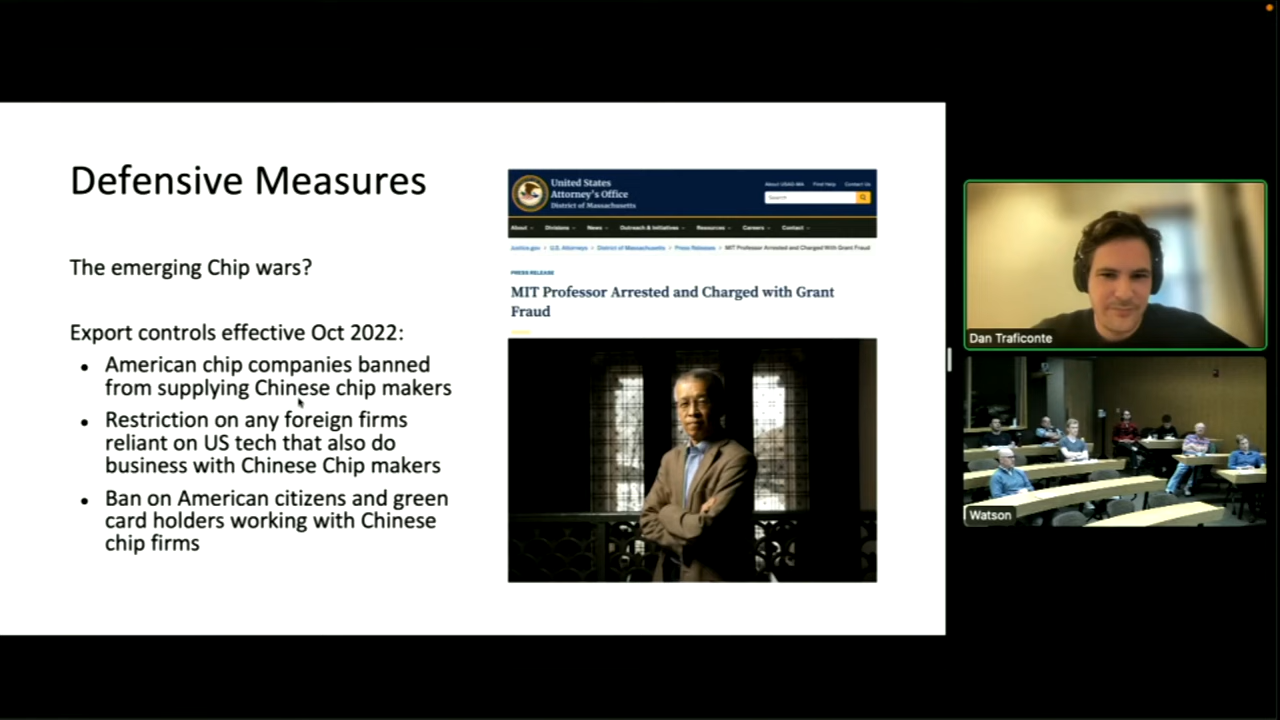 Defensive Measures
The emerging Chip wars?
Export controls effective Oct 2022:
• American chip companies banned
from supplying Chinese chip makers
• Restriction on any foreign firms
reliant on US tech that also do
business with Chinese Chip makers
• Ban on American citizens and green
card holders working with Chinese
chip firms
United States
Attorney's Office
District of Massachusetts
About USAO-MA Find Help Contact Us
Search
About Divisions News Outreach & Initiatives Resources Careers Contact
Justice.gov > U.S. Attorneys > District of Massachusetts > Press Releases > MIT Professor Arrested and Charged With Grant Fraud
PRESS RELEASE
MIT Professor Arrested and Charged with Grant
Fraud
Dan Traficonte
Watson